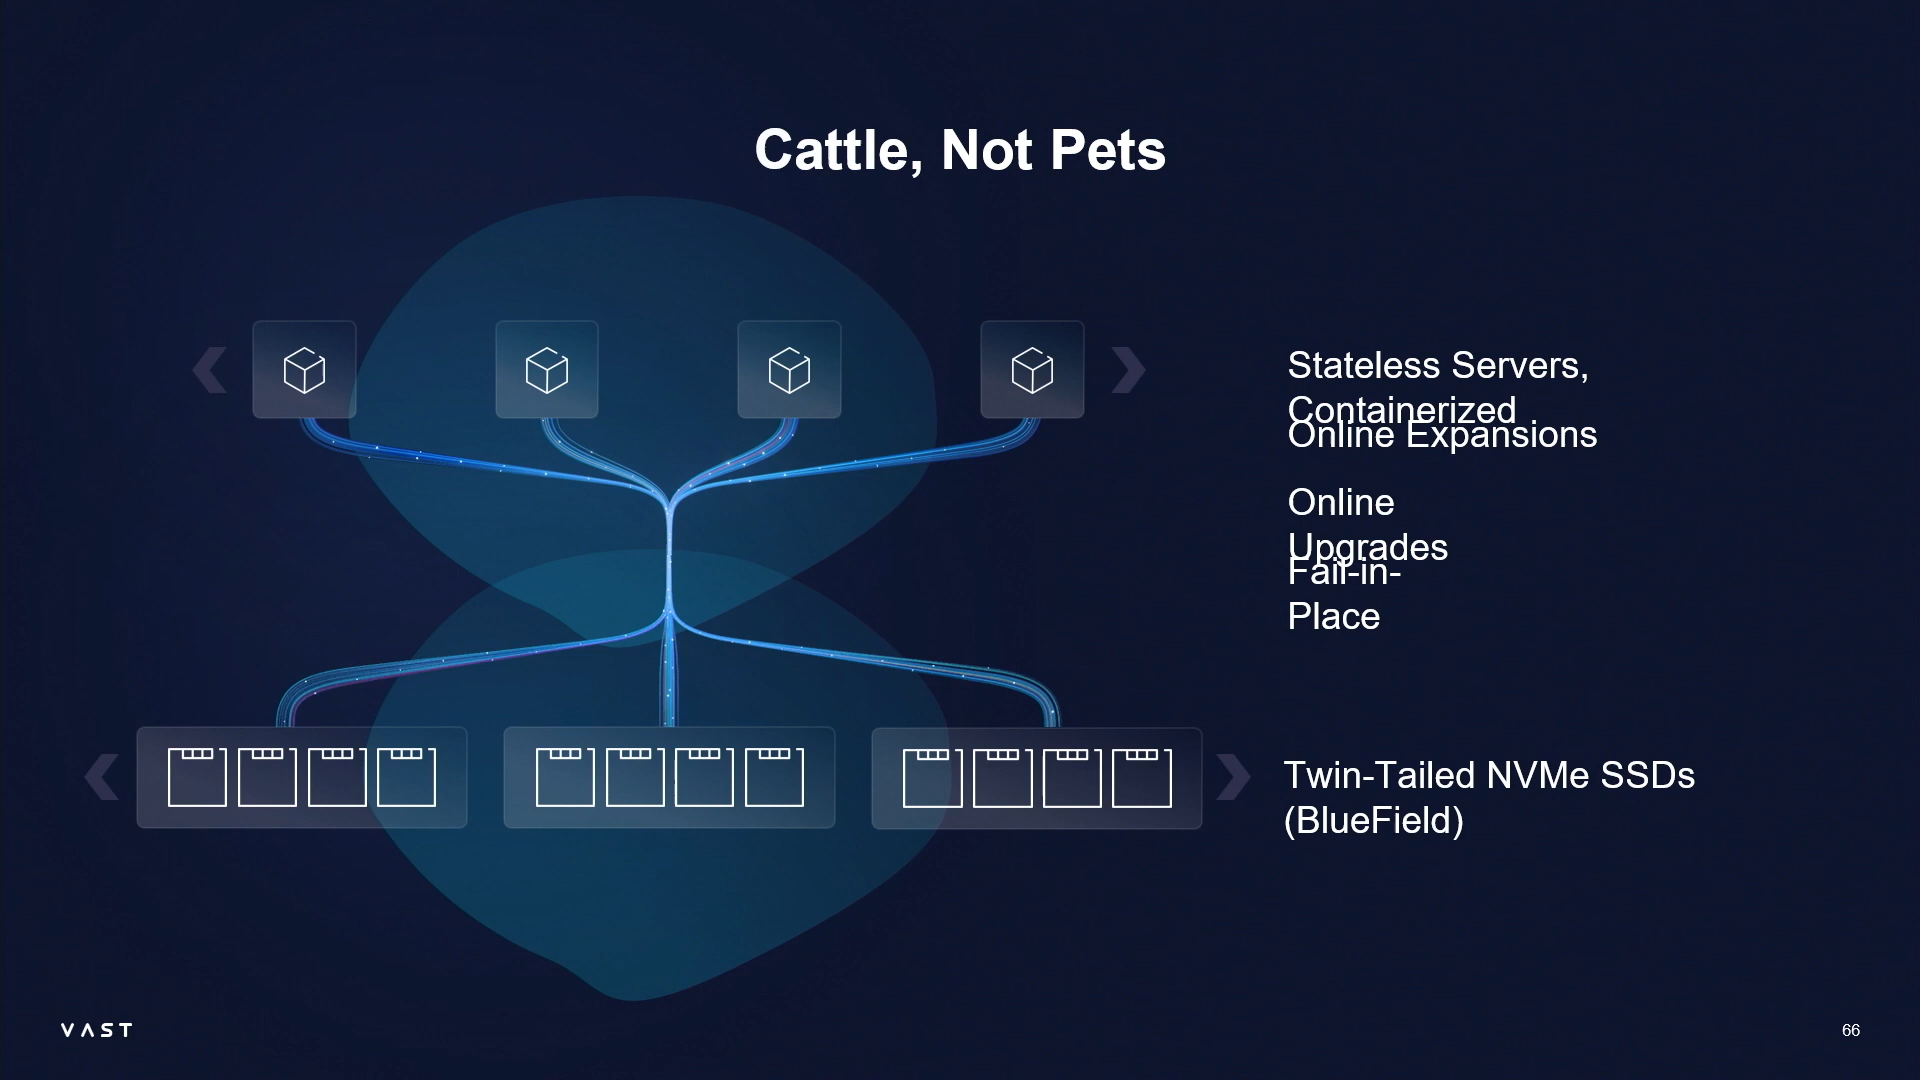 Cattle, Not Pets
Stateless Servers,
Containerized
Online Expansions
Online
Upgrades
Fail-in-
Place
Twin-Tailed NVMe SSDs
(BlueField)
VAST
66